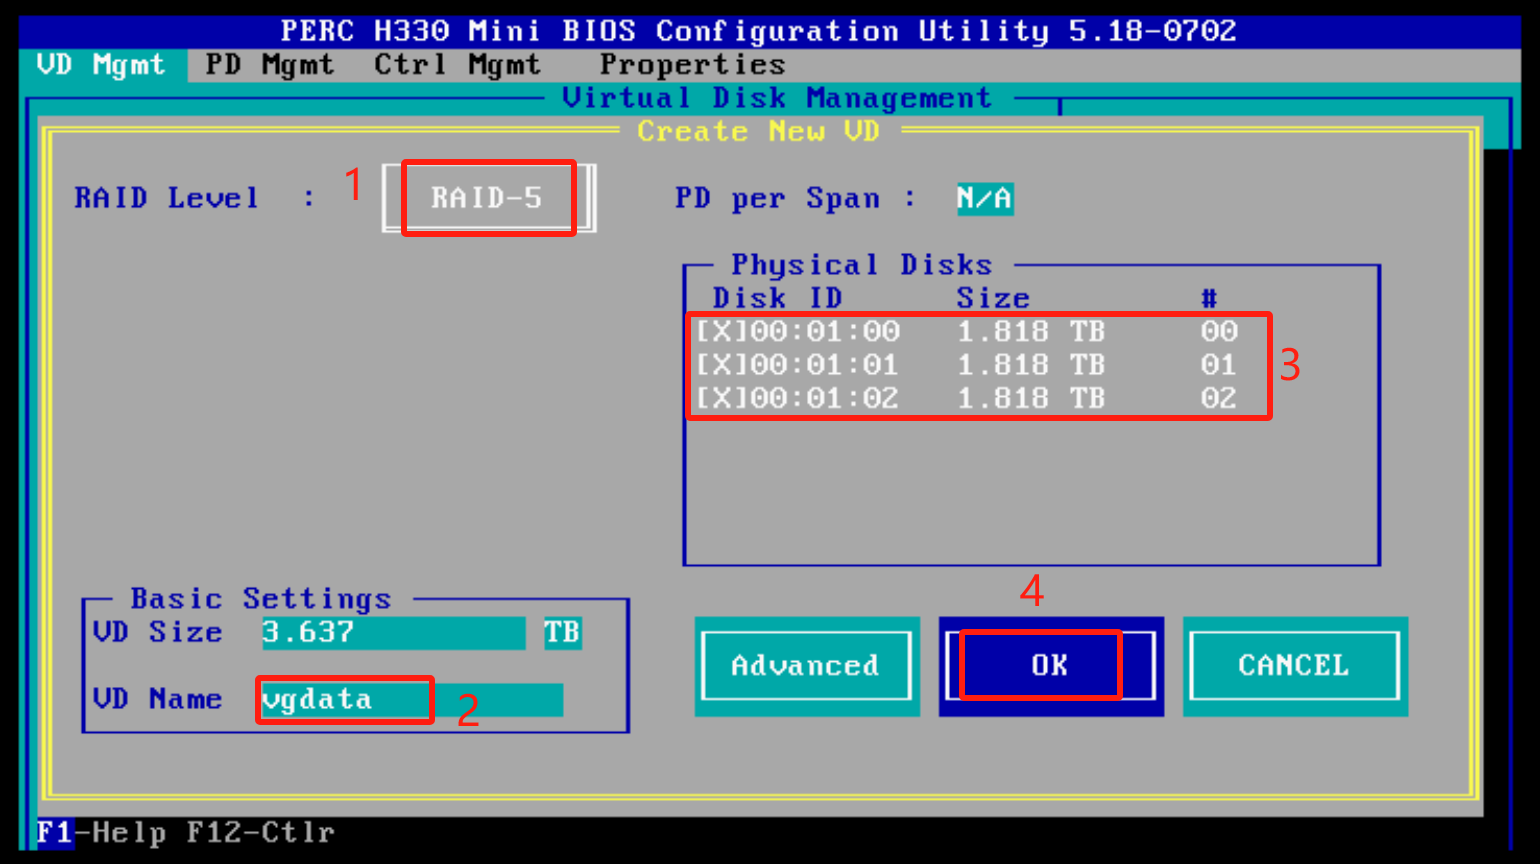 PERC H330 Mini BIOS Configuration Utility 5.18-0702
VD Mgmt PD Mgmt Ctrl Mgmt Properties
Virtual Disk Management
Create New VD
RAID Level : 1 RAID-5 PD per Span : N/A
Physical Disks
Disk ID Size #
[X]00:01:00 1.818 TB 00
[X]00:01:01 1.818 TB 01 3
[X]00:01:02 1.818 TB 02
Basic Settings
VD Size 3.637 TB
VD Name vgdata 2
4
Advanced OK CANCEL
F1-Help F12-Ctlr